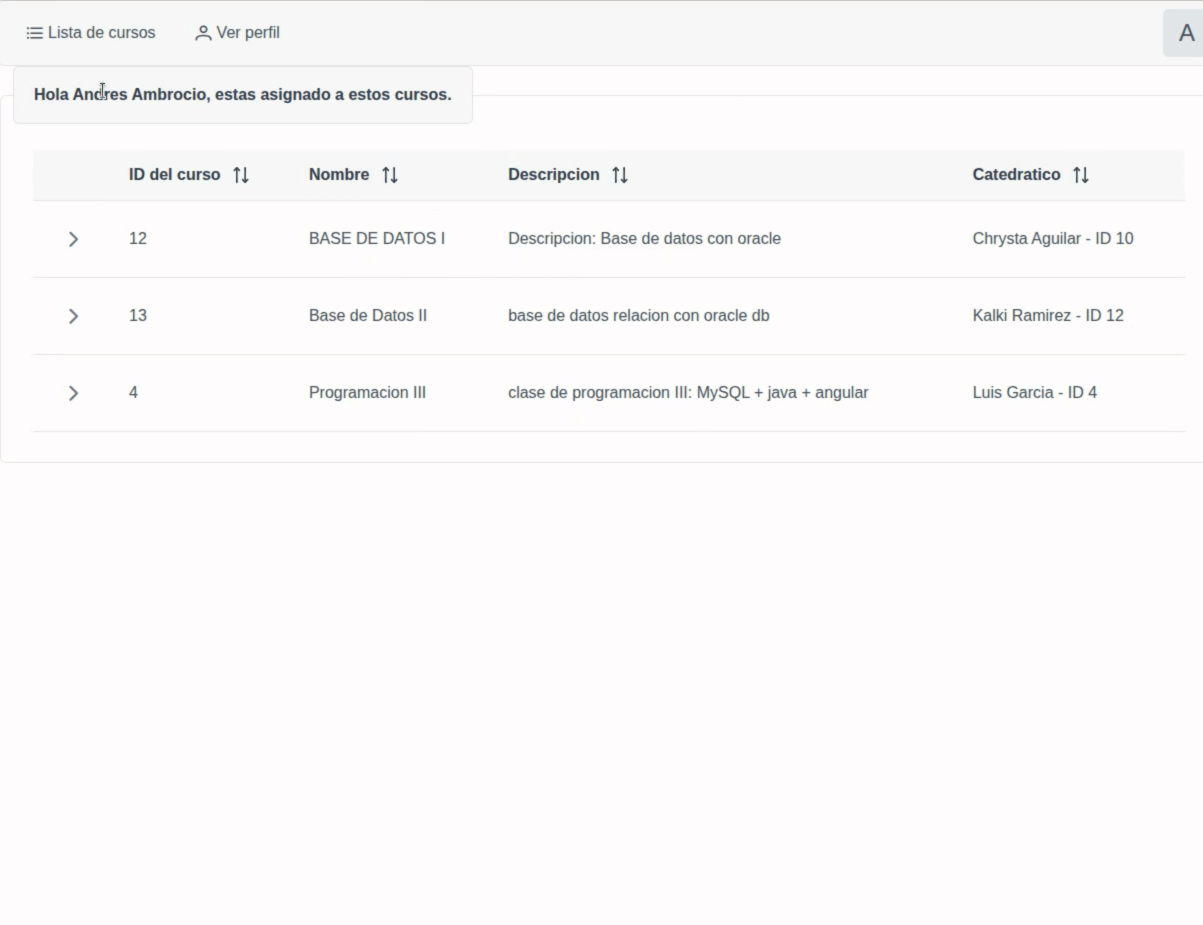 Lista de cursos Ver perfil A
Hola Andres Ambrocio, estas asignado a estos cursos.
ID del curso Nombre Descripcion Catedratico
12 BASE DE DATOS I Descripcion: Base de datos con oracle Chrysta Aguilar - ID 10
13 Base de Datos II base de datos relacion con oracle db Kalki Ramirez - ID 12
4 Programacion III clase de programacion III: MySQL + java + angular Luis Garcia - ID 4